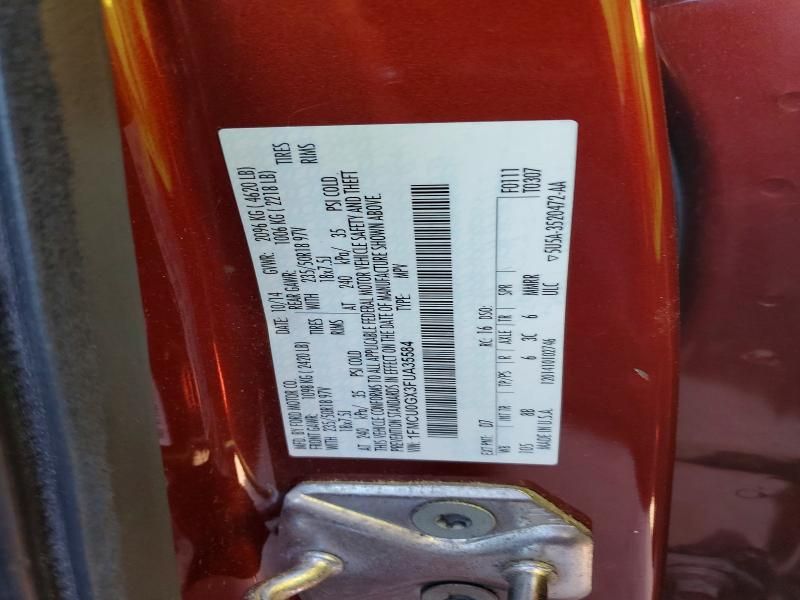 MFD. BY FORD MOTOR CO.
DATE: 10/14 GVWR: 2096 KG ( 4620 LB)
FRONT GAWR: 1098 KG ( 2420 LB) REAR GAWR: 1006 KG ( 2218 LB)
WITH 235/50R18 97V TIRES WITH 235/50R18 97V TIRES
18x7.5J RIMS 18x7.5J RIMS
AT 240 kPa/ 35 PSI COLD AT 240 kPa/ 35 PSI COLD
THIS VEHICLE CONFORMS TO ALL APPLICABLE FEDERAL MOTOR VEHICLE SAFETY AND THEFT
PREVENTION STANDARDS IN EFFECT ON THE DATE OF MANUFACTURE SHOWN ABOVE.
VIN: 1FMCU0GX3FUA35584 TYPE: MPV
EXT PNT: D7 RC: 16 DSO:
WB INT TR TP/PS R AXLE TR SPR F0111
105 8B 6 3C 6 MMRR T0307
MADE IN U.S.A. 1201410102746 ULC ▽5U5A-3520472-AA